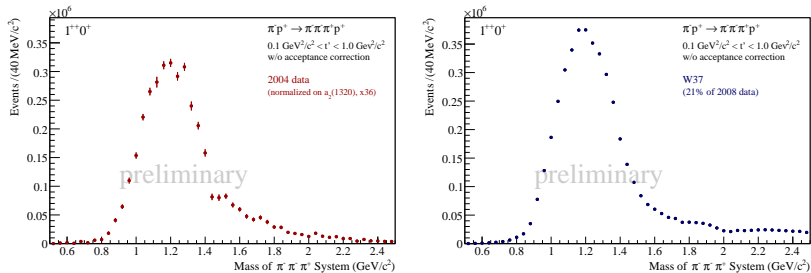 ×10⁶
1⁺⁺0⁺
π⁻p⁺ → π⁻π⁻π⁺p⁺
0.1 GeV²/c² < t' < 1.0 GeV²/c²
w/o acceptance correction
2004 data
(normalized on a₂(1320), x36)
preliminary
Events /(40 MeV/c²)
0.35
0.3
0.25
0.2
0.15
0.1
0.05
0
0.6 0.8 1 1.2 1.4 1.6 1.8 2 2.2 2.4
Mass of π⁻π⁻π⁺ System (GeV/c²)
×10⁶
1⁺⁺0⁺
π⁻p⁺ → π⁻π⁻π⁺p⁺
0.1 GeV²/c² < t' < 1.0 GeV²/c²
w/o acceptance correction
W37
(21% of 2008 data)
preliminary
Events /(40 MeV/c²)
0.35
0.3
0.25
0.2
0.15
0.1
0.05
0
0.6 0.8 1 1.2 1.4 1.6 1.8 2 2.2 2.4
Mass of π⁻π⁻π⁺ System (GeV/c²)